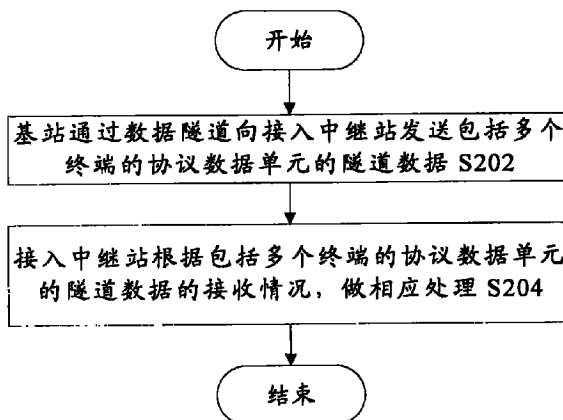 开始
基站通过数据隧道向接入中继站发送包括多个
终端的协议数据单元的隧道数据 S202
接入中继站根据包括多个终端的协议数据单元
的隧道数据的接收情况，做相应处理 S204
结束